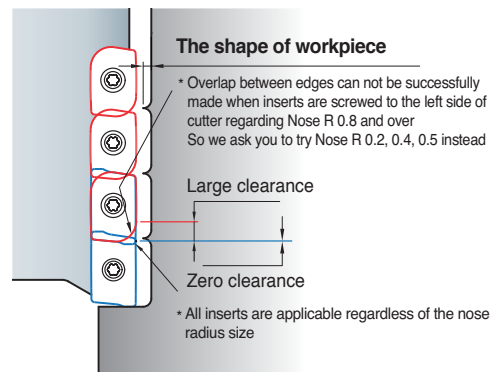 The shape of workpiece
* Overlap between edges can not be successfully
made when inserts are screwed to the left side of
cutter regarding Nose R 0.8 and over
So we ask you to try Nose R 0.2, 0.4, 0.5 instead
Large clearance
Zero clearance
* All inserts are applicable regardless of the nose
radius size